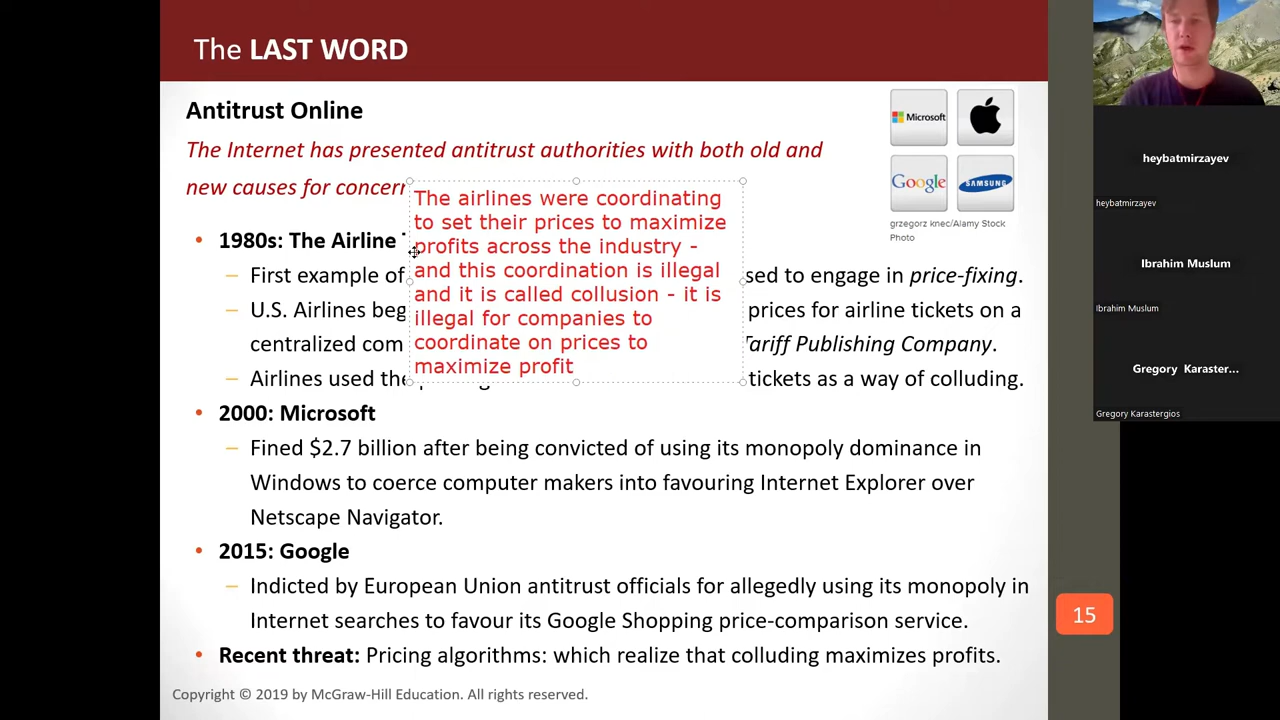 The LAST WORD
Antitrust Online
The Internet has presented antitrust authorities with both old and
new causes for concern
Microsoft
Google
SAMSUNG
grzegorz knec/Alamy Stock
Photo
The airlines were coordinating
to set their prices to maximize
profits across the industry -
and this coordination is illegal
and it is called collusion - it is
illegal for companies to
coordinate on prices to
maximize profit
• 1980s: The Airline
– First example of sed to engage in price-fixing.
– U.S. Airlines beg prices for airline tickets on a
centralized com Tariff Publishing Company.
– Airlines used the tickets as a way of colluding.
• 2000: Microsoft
– Fined $2.7 billion after being convicted of using its monopoly dominance in
Windows to coerce computer makers into favouring Internet Explorer over
Netscape Navigator.
• 2015: Google
– Indicted by European Union antitrust officials for allegedly using its monopoly in
Internet searches to favour its Google Shopping price-comparison service.
• Recent threat: Pricing algorithms: which realize that colluding maximizes profits.
Copyright © 2019 by McGraw-Hill Education. All rights reserved.
15
heybatmirzayev
heybatmirzayev
Ibrahim Muslum
Ibrahim Muslum
Gregory Karaster...
Gregory Karastergios